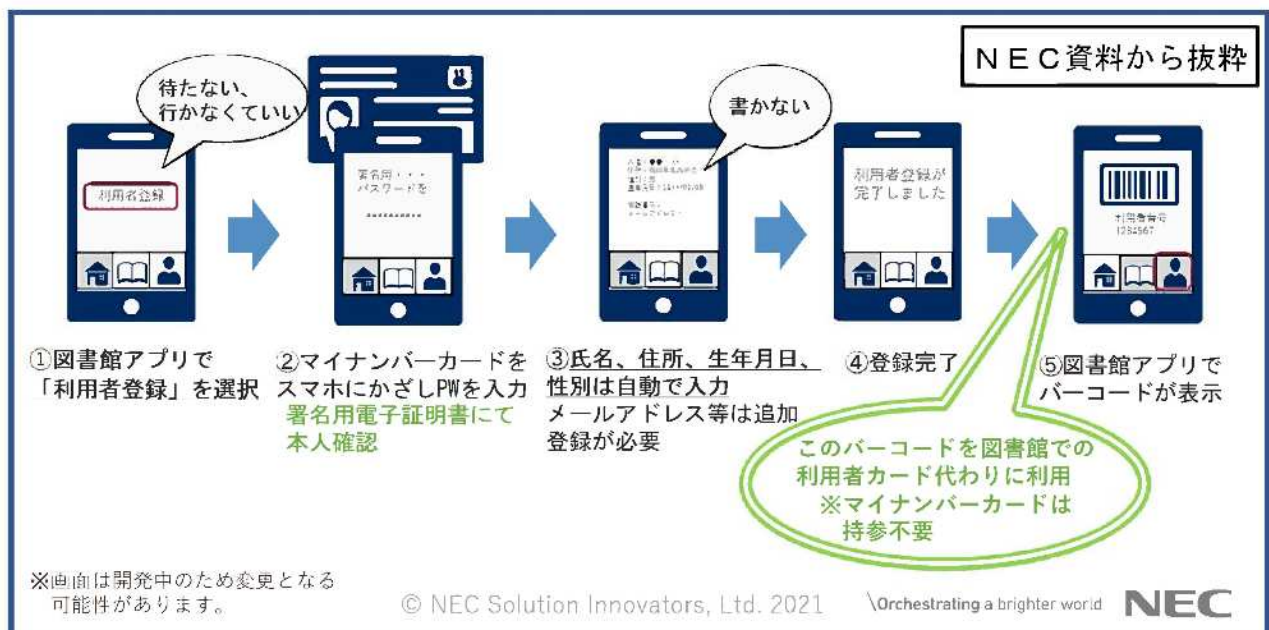 NEC資料から抜粋
待たない、
行かなくていい
書かない
利用者登録
署名用・・・
パスワードを
利用者登録が
完了しました
利用者番号
1234567
①図書館アプリで
「利用者登録」を選択
②マイナンバーカードを
スマホにかざしPWを入力
署名用電子証明書にて
本人確認
③氏名、住所、生年月日、
性別は自動で入力
メールアドレス等は追加
登録が必要
④登録完了
⑤図書館アプリで
バーコードが表示
このバーコードを図書館での
利用者カード代わりに利用
※マイナンバーカードは
持参不要
※画面は開発中のため変更となる
可能性があります。
© NEC Solution Innovators, Ltd. 2021
\Orchestrating a brighter world
NEC